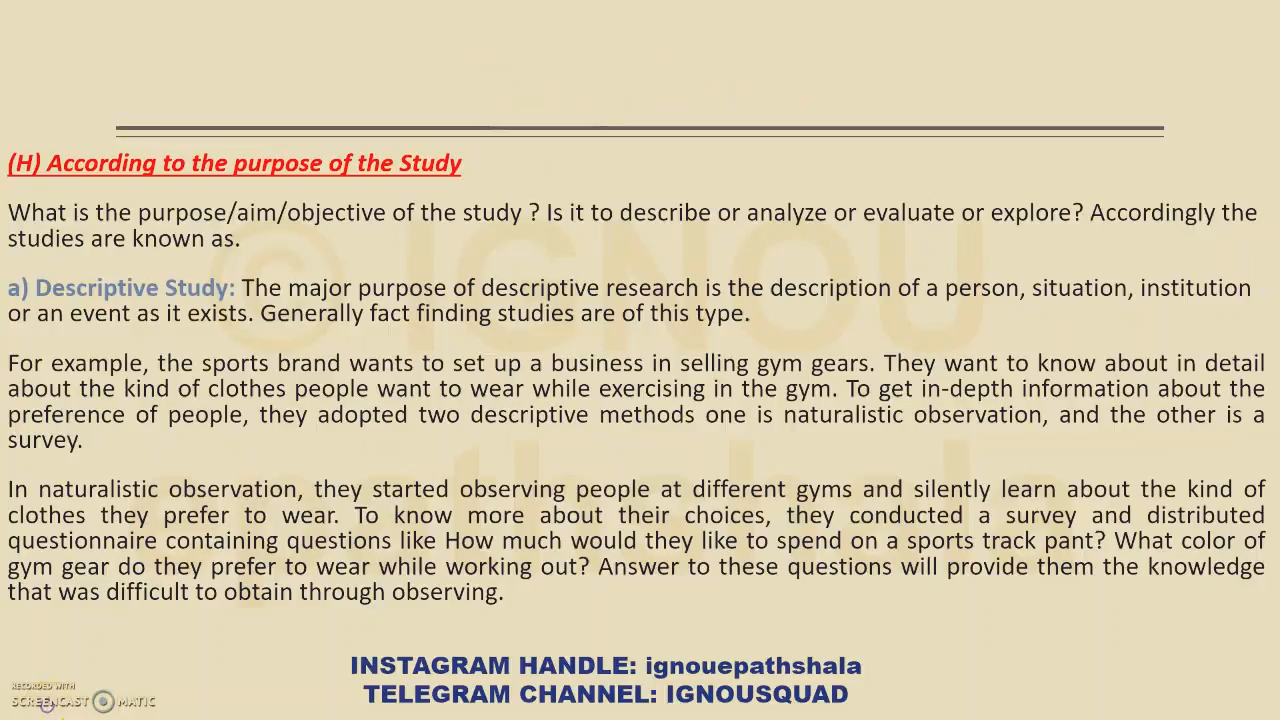 (H) According to the purpose of the Study
What is the purpose/aim/objective of the study ? Is it to describe or analyze or evaluate or explore? Accordingly the
studies are known as.
a) Descriptive Study: The major purpose of descriptive research is the description of a person, situation, institution
or an event as it exists. Generally fact finding studies are of this type.
For example, the sports brand wants to set up a business in selling gym gears. They want to know about in detail
about the kind of clothes people want to wear while exercising in the gym. To get in-depth information about the
preference of people, they adopted two descriptive methods one is naturalistic observation, and the other is a
survey.
In naturalistic observation, they started observing people at different gyms and silently learn about the kind of
clothes they prefer to wear. To know more about their choices, they conducted a survey and distributed
questionnaire containing questions like How much would they like to spend on a sports track pant? What color of
gym gear do they prefer to wear while working out? Answer to these questions will provide them the knowledge
that was difficult to obtain through observing.
© IGNOU
epathshala
INSTAGRAM HANDLE: ignouepathshala
TELEGRAM CHANNEL: IGNOUSQUAD
RECORDED WITH
SCREENCAST MATIC